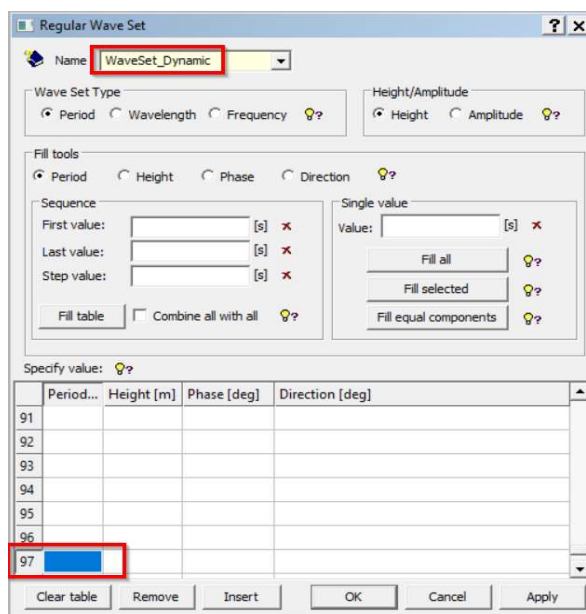 Regular Wave Set
Name WaveSet_Dynamic
Wave Set Type
Period Wavelength Frequency
Height/Amplitude
Height Amplitude
Fill tools
Period Height Phase Direction
Sequence
First value: [s]
Last value: [s]
Step value: [s]
Fill table Combine all with all
Single value
Value: [s]
Fill all
Fill selected
Fill equal components
Specify value:
Period... Height [m] Phase [deg] Direction [deg]
91
92
93
94
95
96
97
Clear table Remove Insert OK Cancel Apply